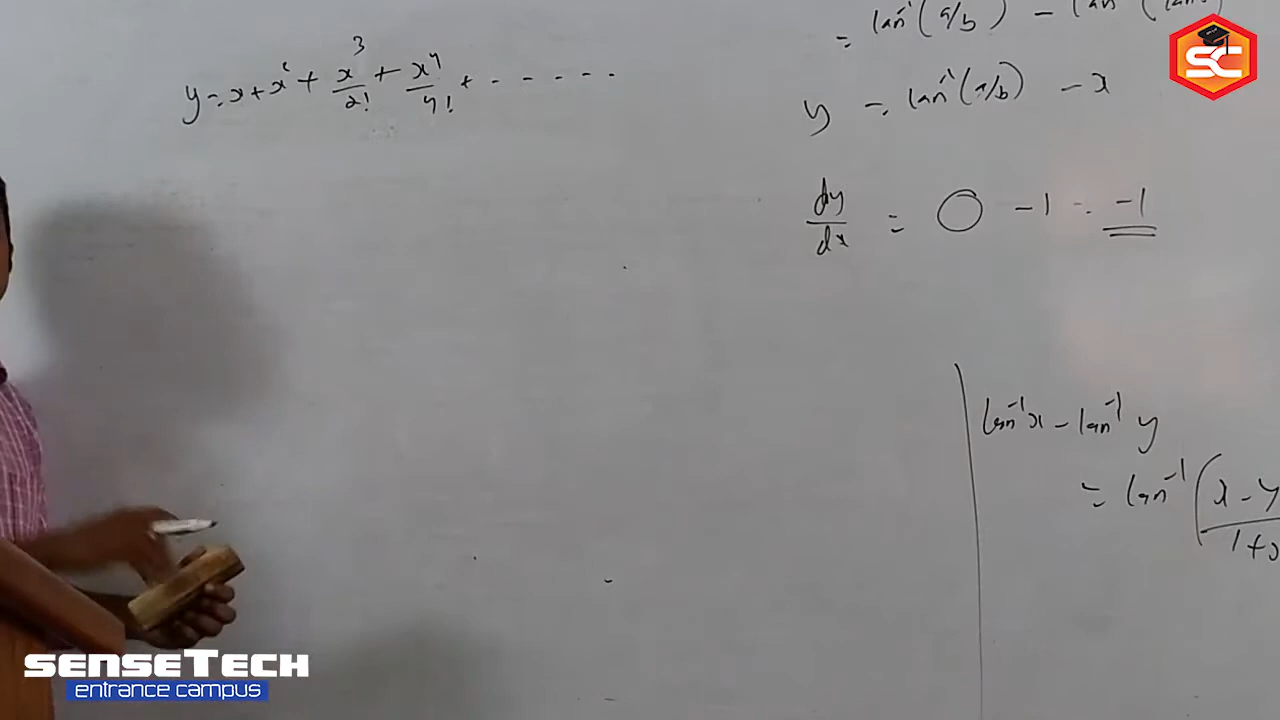 y = x + x² + x³/2! + x⁴/4! + - - - - -
= tan⁻¹(a/b) - tan⁻¹(tan
y = tan⁻¹(a/b) - x
dy/dx = 0 - 1 = -1
tan⁻¹x - tan⁻¹y
= tan⁻¹(x - y
1 +
SC
SENSETECH
entrance campus